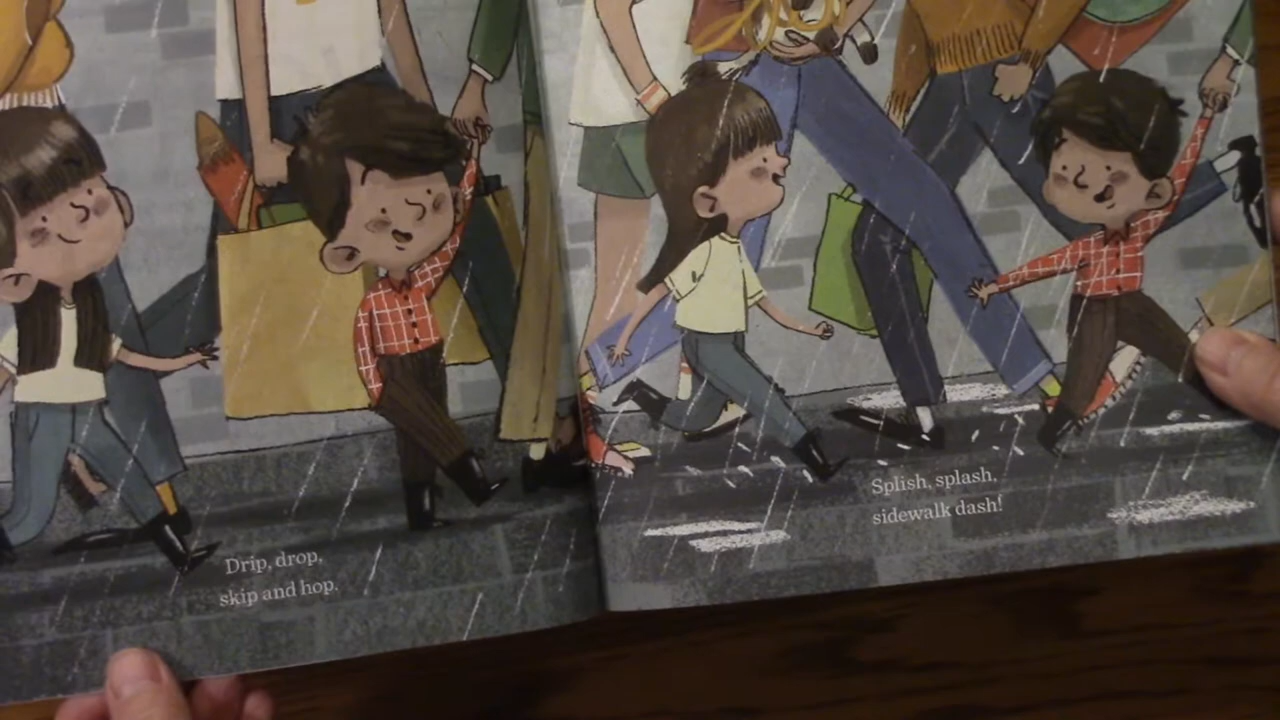 Drip, drop,
skip and hop.
Splish, splash,
sidewalk dash!